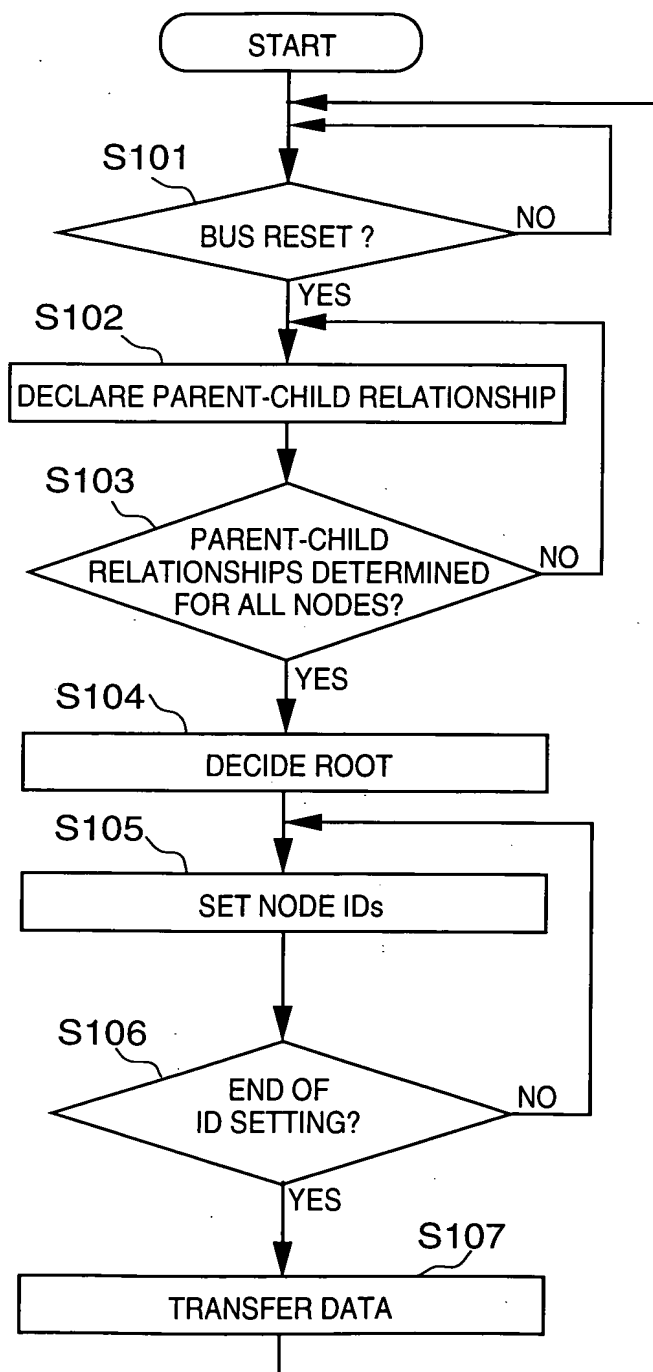 START
S101
BUS RESET ?
NO
YES
S102
DECLARE PARENT-CHILD RELATIONSHIP
S103
PARENT-CHILD
RELATIONSHIPS DETERMINED
FOR ALL NODES?
NO
YES
S104
DECIDE ROOT
S105
SET NODE IDs
S106
END OF
ID SETTING?
NO
YES
S107
TRANSFER DATA